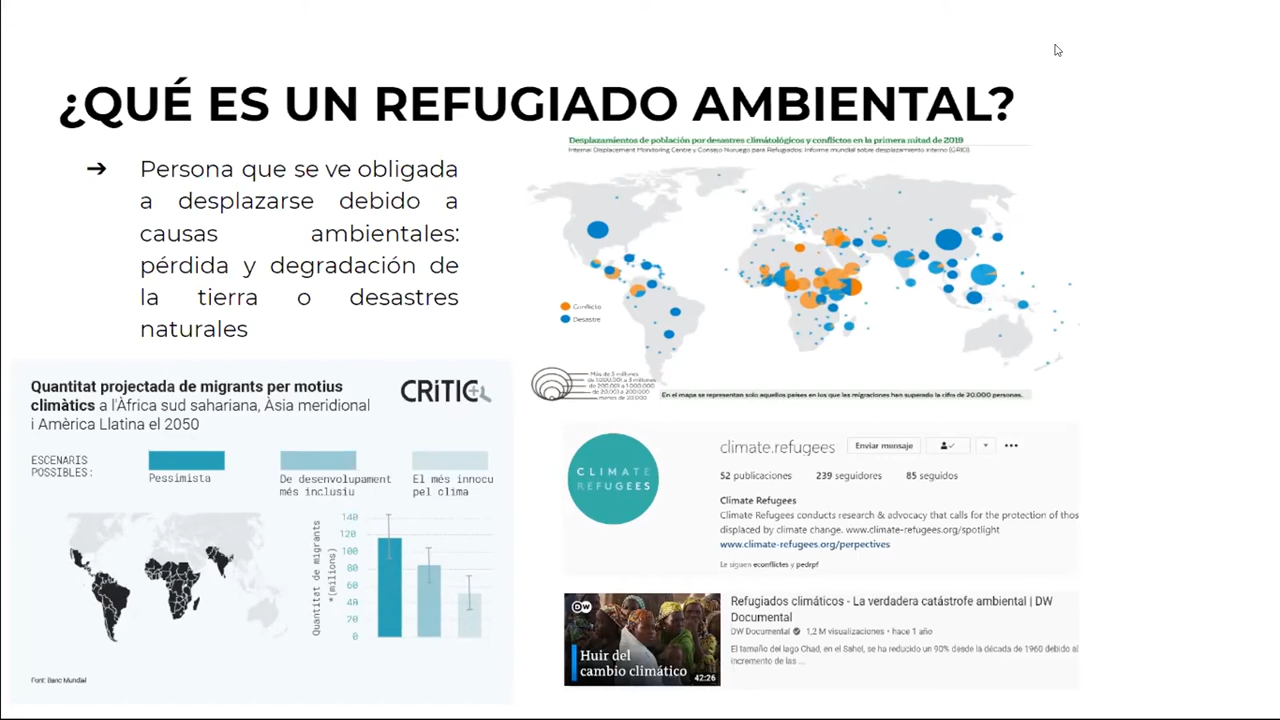 ¿QUÉ ES UN REFUGIADO AMBIENTAL?
➔ Persona que se ve obligada
a desplazarse debido a
causas ambientales:
pérdida y degradación de
la tierra o desastres
naturales
Desplazamientos de población por desastres climátológicos y conflictos en la primera mitad de 2019
Internal Displacement Monitoring Centre y Consejo Noruego para Refugiados: Informe mundial sobre desplazamiento interno (GRID)
Conflicto
Desastre
Más de 3 millones
de 1.000.001 a 3 millones
de 200.001 a 1.000.000
de 20.001 a 200.000
menos de 20.000
En el mapa se representan solo aquellos países en los que las migraciones han superado la cifra de 20.000 personas.
Quantitat projectada de migrants per motius
climàtics a l'Àfrica sud sahariana, Àsia meridional
i Amèrica Llatina el 2050
CRÍTIC
ESCENARIS
POSSIBLES:
Pessimista
De desenvolupament
més inclusiu
El més innocu
pel clima
Quantitat de migrants
*(milions)
140
120
100
80
60
40
20
0
Font: Banc Mundial
CLIMATE
REFUGEES
climate.refugees Enviar mensaje
52 publicaciones 239 seguidores 85 seguidos
Climate Refugees
Climate Refugees conducts research & advocacy that calls for the protection of thos
displaced by climate change. www.climate-refugees.org/spotlight
www.climate-refugees.org/perpectives
Le siguen econflictes y pedrpf
DW
Huir del
cambio climático
42:26
Refugiados climáticos - La verdadera catástrofe ambiental | DW
Documental
DW Documental 1,2 M visualizaciones • hace 1 año
El tamaño del lago Chad, en el Sahel, se ha reducido un 90% desde la década de 1960 debido al
incremento de las ...